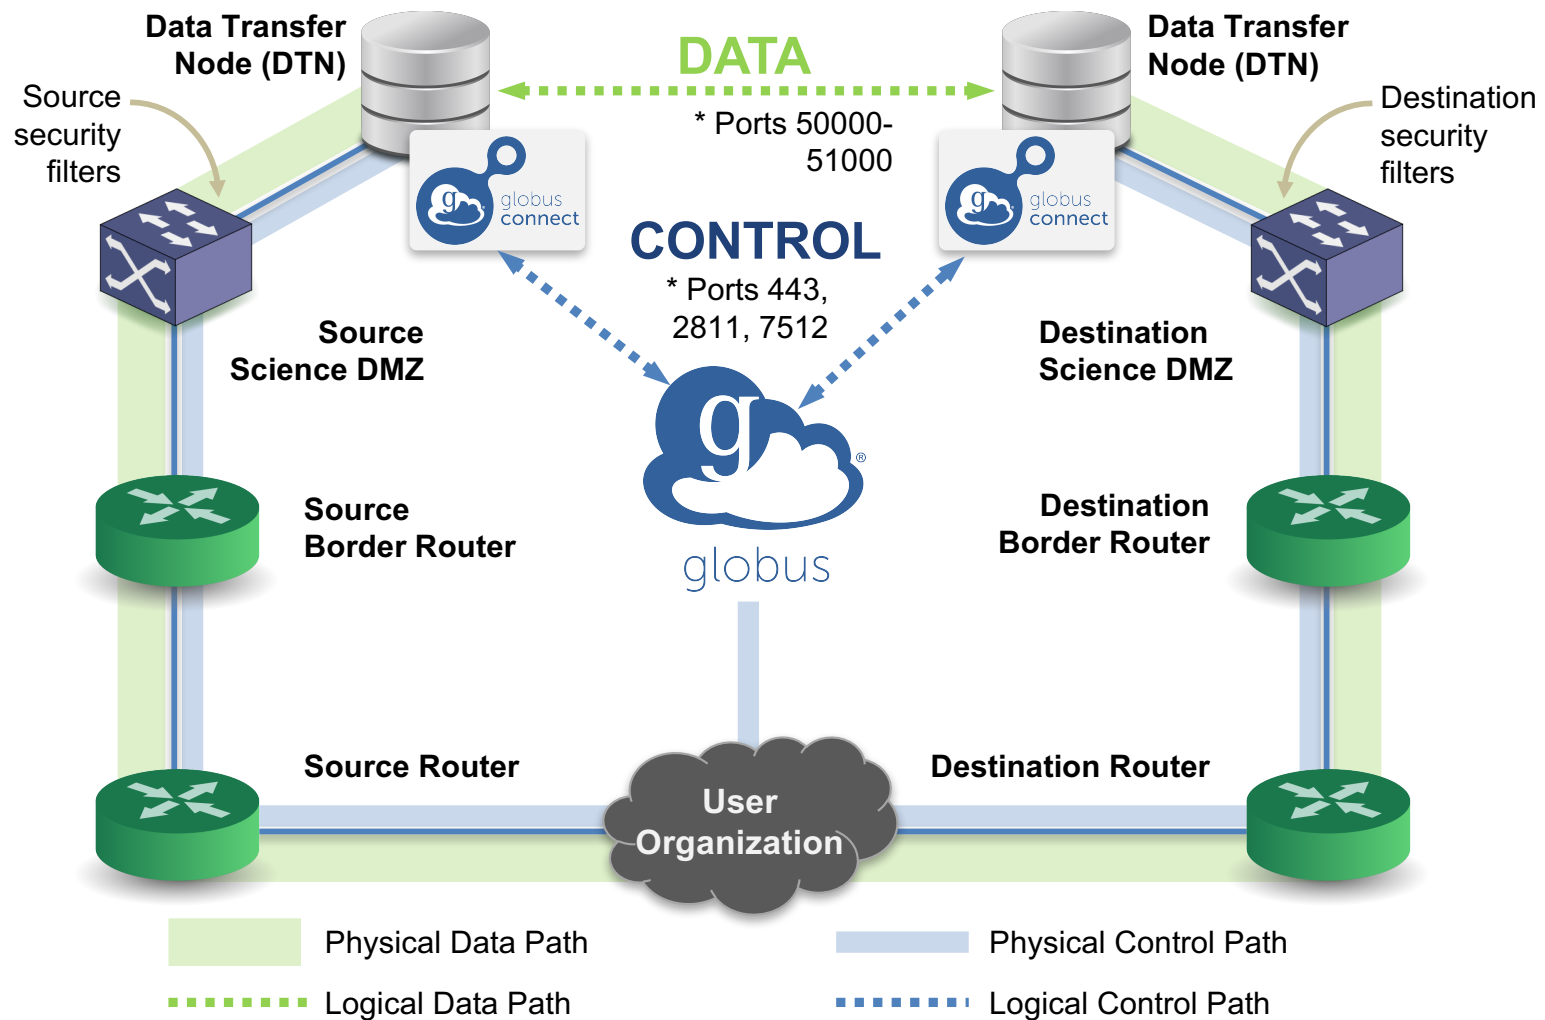 Data Transfer
Node (DTN)
DATA
Data Transfer
Node (DTN)
Source
security
filters
* Ports 50000-
51000
Destination
security
filters
g
globus
connect
g
globus
connect
CONTROL
* Ports 443,
2811, 7512
Source
Science DMZ
Destination
Science DMZ
g
®
globus
Source
Border Router
Destination
Border Router
Source Router
Destination Router
User
Organization
Physical Data Path
Physical Control Path
Logical Data Path
Logical Control Path